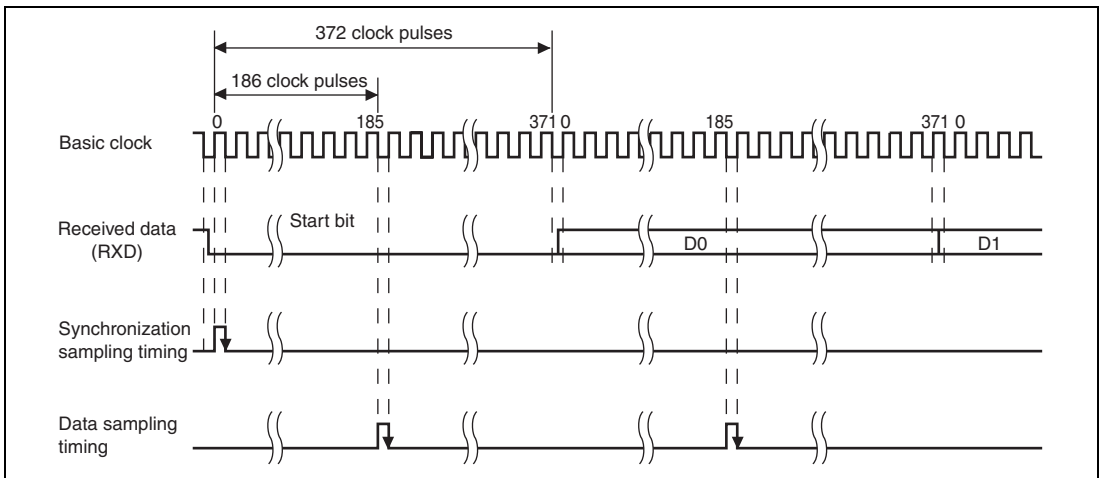 372 clock pulses
186 clock pulses
0 185 371 0 185 371 0
Basic clock
Received data
(RXD)
Start bit
D0
D1
Synchronization
sampling timing
Data sampling
timing